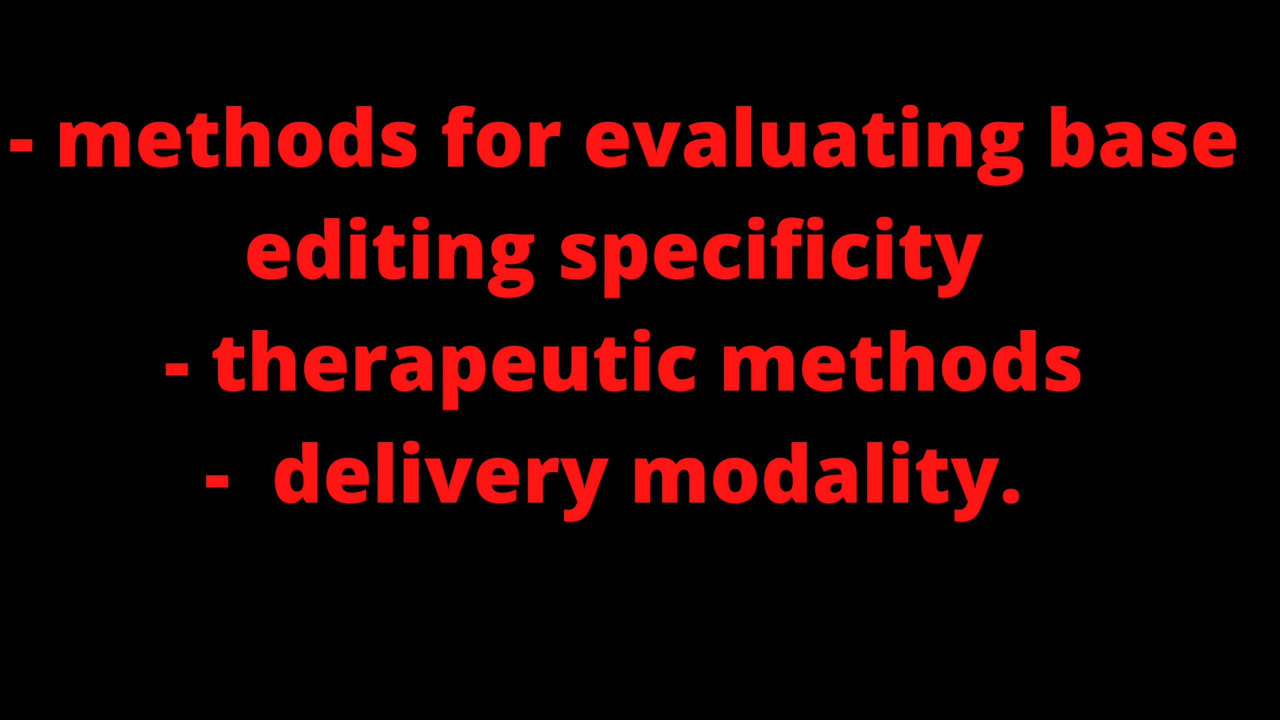 - methods for evaluating base
editing specificity
- therapeutic methods
-  delivery modality.